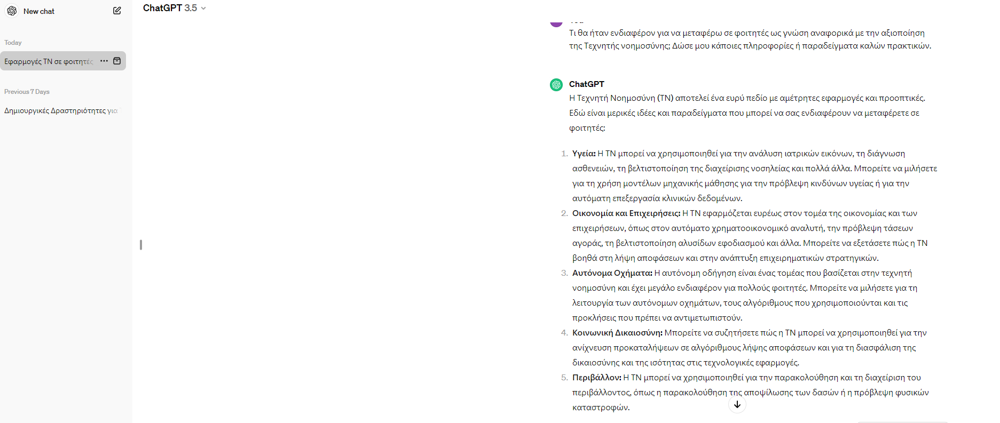 New chat
Today
Εφαρμογές ΤΝ σε φοιτητές
Previous 7 Days
Δημιουργικές Δραστηριότητες για
ChatGPT 3.5
Τι θα ήταν ενδιαφέρον για να μεταφέρω σε φοιτητές ως γνώση αναφορικά με την αξιοποίηση
της Τεχνητής νοημοσύνης; Δώσε μου κάποιες πληροφορίες ή παραδείγματα καλών πρακτικών.
ChatGPT
Η Τεχνητή Νοημοσύνη (ΤΝ) αποτελεί ένα ευρύ πεδίο με αμέτρητες εφαρμογές και προοπτικές.
Εδώ είναι μερικές ιδέες και παραδείγματα που μπορεί να σας ενδιαφέρουν να μεταφέρετε σε
φοιτητές:
1. Υγεία: Η ΤΝ μπορεί να χρησιμοποιηθεί για την ανάλυση ιατρικών εικόνων, τη διάγνωση
ασθενειών, τη βελτιστοποίηση της διαχείρισης νοσηλείας και πολλά άλλα. Μπορείτε να μιλήσετε
για τη χρήση μοντέλων μηχανικής μάθησης για την πρόβλεψη κινδύνων υγείας ή για την
αυτόματη επεξεργασία κλινικών δεδομένων.
2. Οικονομία και Επιχειρήσεις: Η ΤΝ εφαρμόζεται ευρέως στον τομέα της οικονομίας και των
επιχειρήσεων, όπως στον αυτόματο χρηματοοικονομικό αναλυτή, την πρόβλεψη τάσεων
αγοράς, τη βελτιστοποίηση αλυσίδων εφοδιασμού και άλλα. Μπορείτε να εξετάσετε πώς η ΤΝ
βοηθά στη λήψη αποφάσεων και στην ανάπτυξη επιχειρηματικών στρατηγικών.
3. Αυτόνομα Οχήματα: Η αυτόνομη οδήγηση είναι ένας τομέας που βασίζεται στην τεχνητή
νοημοσύνη και έχει μεγάλο ενδιαφέρον για πολλούς φοιτητές. Μπορείτε να μιλήσετε για τη
λειτουργία των αυτόνομων οχημάτων, τους αλγόριθμους που χρησιμοποιούνται και τις
προκλήσεις που πρέπει να αντιμετωπιστούν.
4. Κοινωνική Δικαιοσύνη: Μπορείτε να συζητήσετε πώς η ΤΝ μπορεί να χρησιμοποιηθεί για την
ανίχνευση προκαταλήψεων σε αλγόριθμους λήψης αποφάσεων και για τη διασφάλιση της
δικαιοσύνης και της ισότητας στις τεχνολογικές εφαρμογές.
5. Περιβάλλον: Η ΤΝ μπορεί να χρησιμοποιηθεί για την παρακολούθηση και τη διαχείριση του
περιβάλλοντος, όπως η παρακολούθηση της αποψίλωσης των δασών ή η πρόβλεψη φυσικών
καταστροφών.